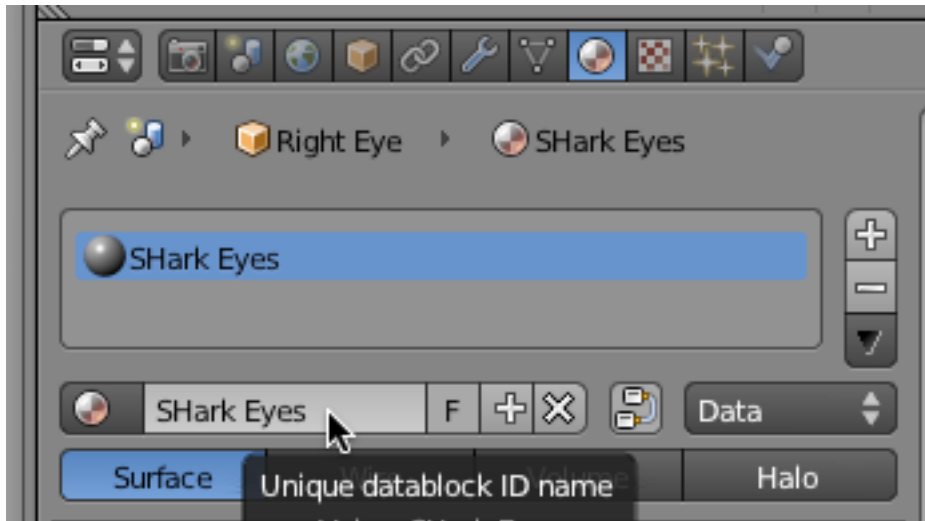 Right Eye SHark Eyes
SHark Eyes
SHark Eyes F Data
Surface Halo
Unique datablock ID name